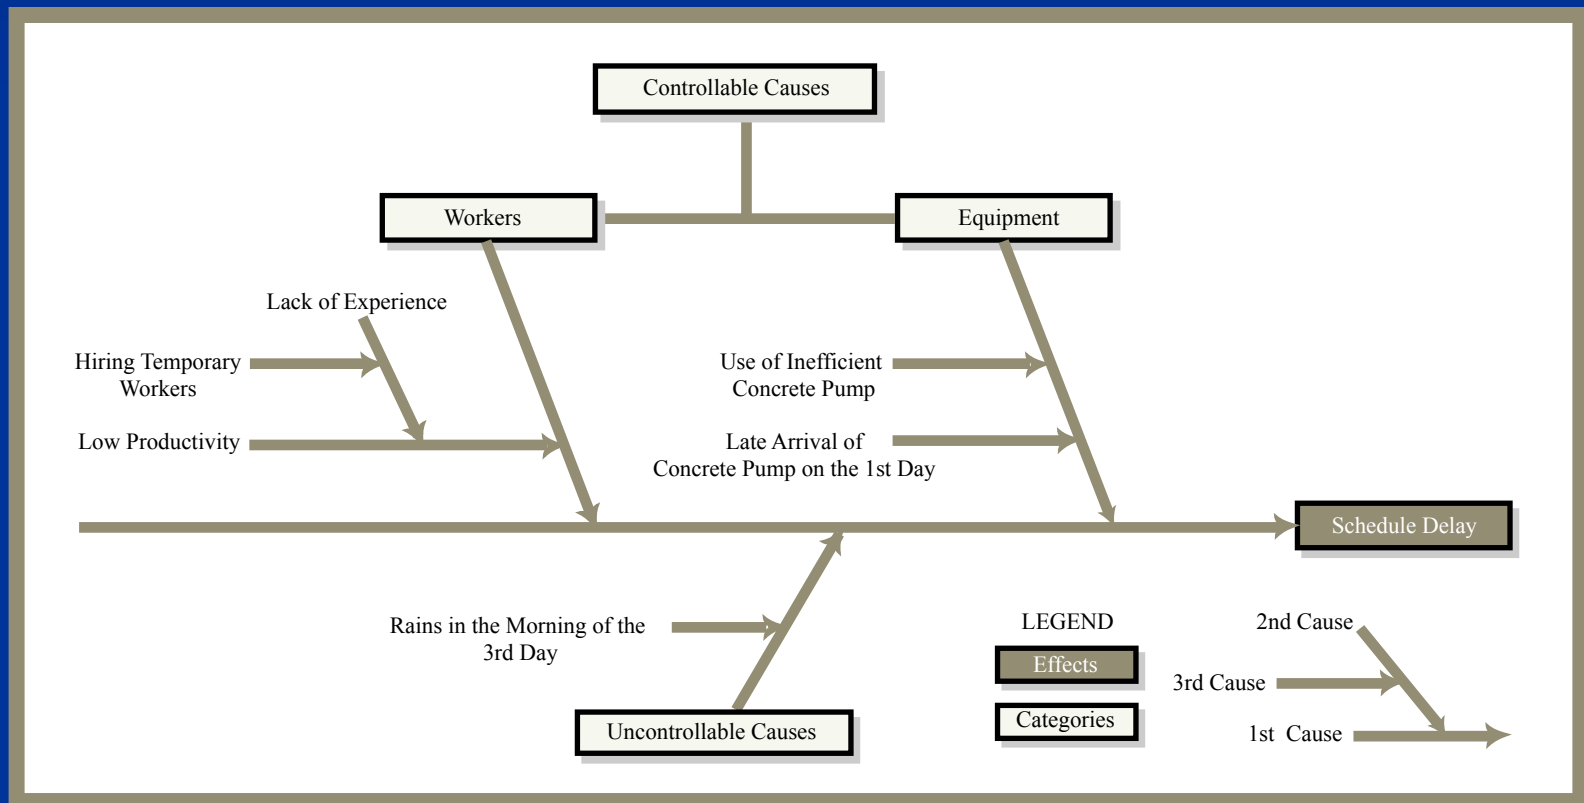 Controllable Causes
Workers
Equipment
Lack of Experience
Hiring Temporary
Workers
Low Productivity
Use of Inefficient
Concrete Pump
Late Arrival of
Concrete Pump on the 1st Day
Schedule Delay
Rains in the Morning of the
3rd Day
Uncontrollable Causes
LEGEND
Effects
Categories
2nd Cause
3rd Cause
1st Cause